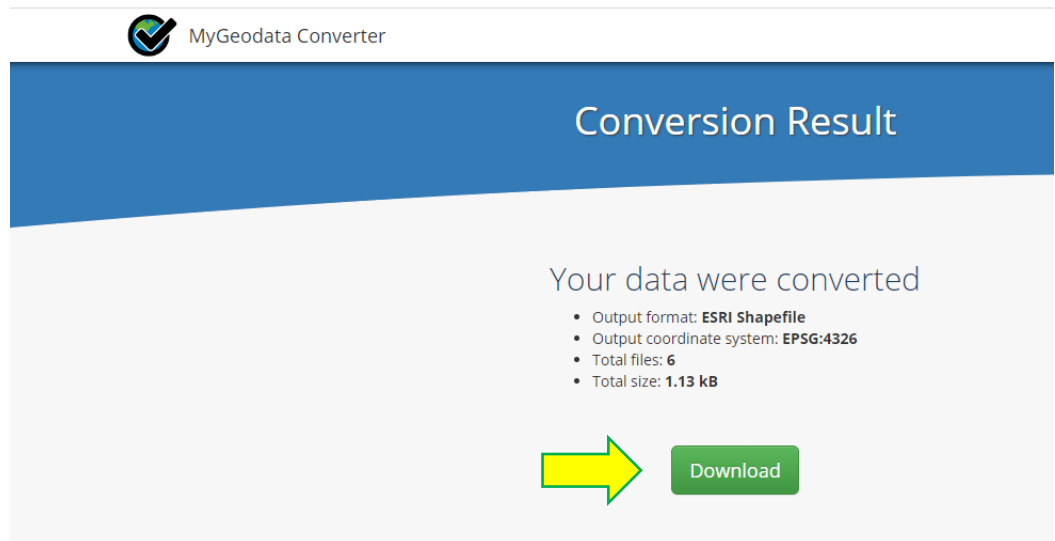 MyGeodata Converter
Conversion Result
Your data were converted
• Output format: ESRI Shapefile
• Output coordinate system: EPSG:4326
• Total files: 6
• Total size: 1.13 kB
Download